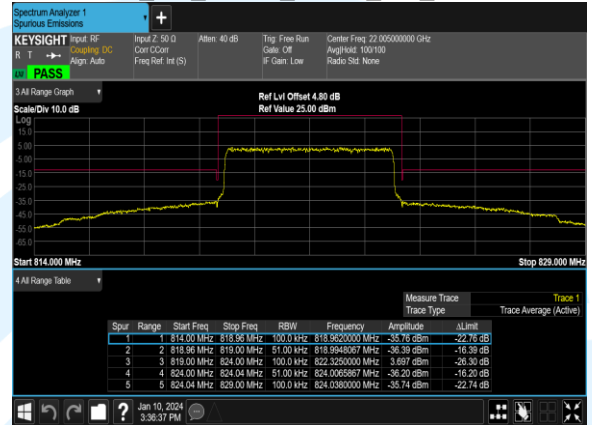 Spectrum Analyzer 1
Spurious Emissions
+
KEYSIGHT Input: RF Input Z: 50 Ω Atten: 40 dB Trig: Free Run Center Freq: 22.005000000 GHz
R T Coupling: DC Corr CCorr Gate: Off Avg|Hold: 100/100
Align: Auto Freq Ref: Int (S) IF Gain: Low Radio Std: None
PASS
3 All Range Graph
Ref Lvl Offset 4.80 dB
Scale/Div 10.0 dB Ref Value 25.00 dBm
Log
15.0
5.00
-5.00
-15.0
-25.0
-35.0
-45.0
-55.0
-65.0
Start 814.000 MHz Stop 829.000 MHz
4 All Range Table
Measure Trace Trace 1
Trace Type Trace Average (Active)
Spur Range Start Freq Stop Freq RBW Frequency Amplitude ΔLimit
1 1 814.00 MHz 818.96 MHz 100.0 kHz 818.9620000 MHz -35.76 dBm -22.76 dB
2 2 818.96 MHz 819.00 MHz 51.00 kHz 818.9948067 MHz -36.39 dBm -16.39 dB
3 3 819.00 MHz 824.00 MHz 100.0 kHz 822.3250000 MHz 3.697 dBm -26.30 dB
4 4 824.00 MHz 824.04 MHz 51.00 kHz 824.0065867 MHz -36.20 dBm -16.20 dB
5 5 824.04 MHz 829.00 MHz 100.0 kHz 824.0380000 MHz -35.74 dBm -22.74 dB
?
Jan 10, 2024
3:36:37 PM